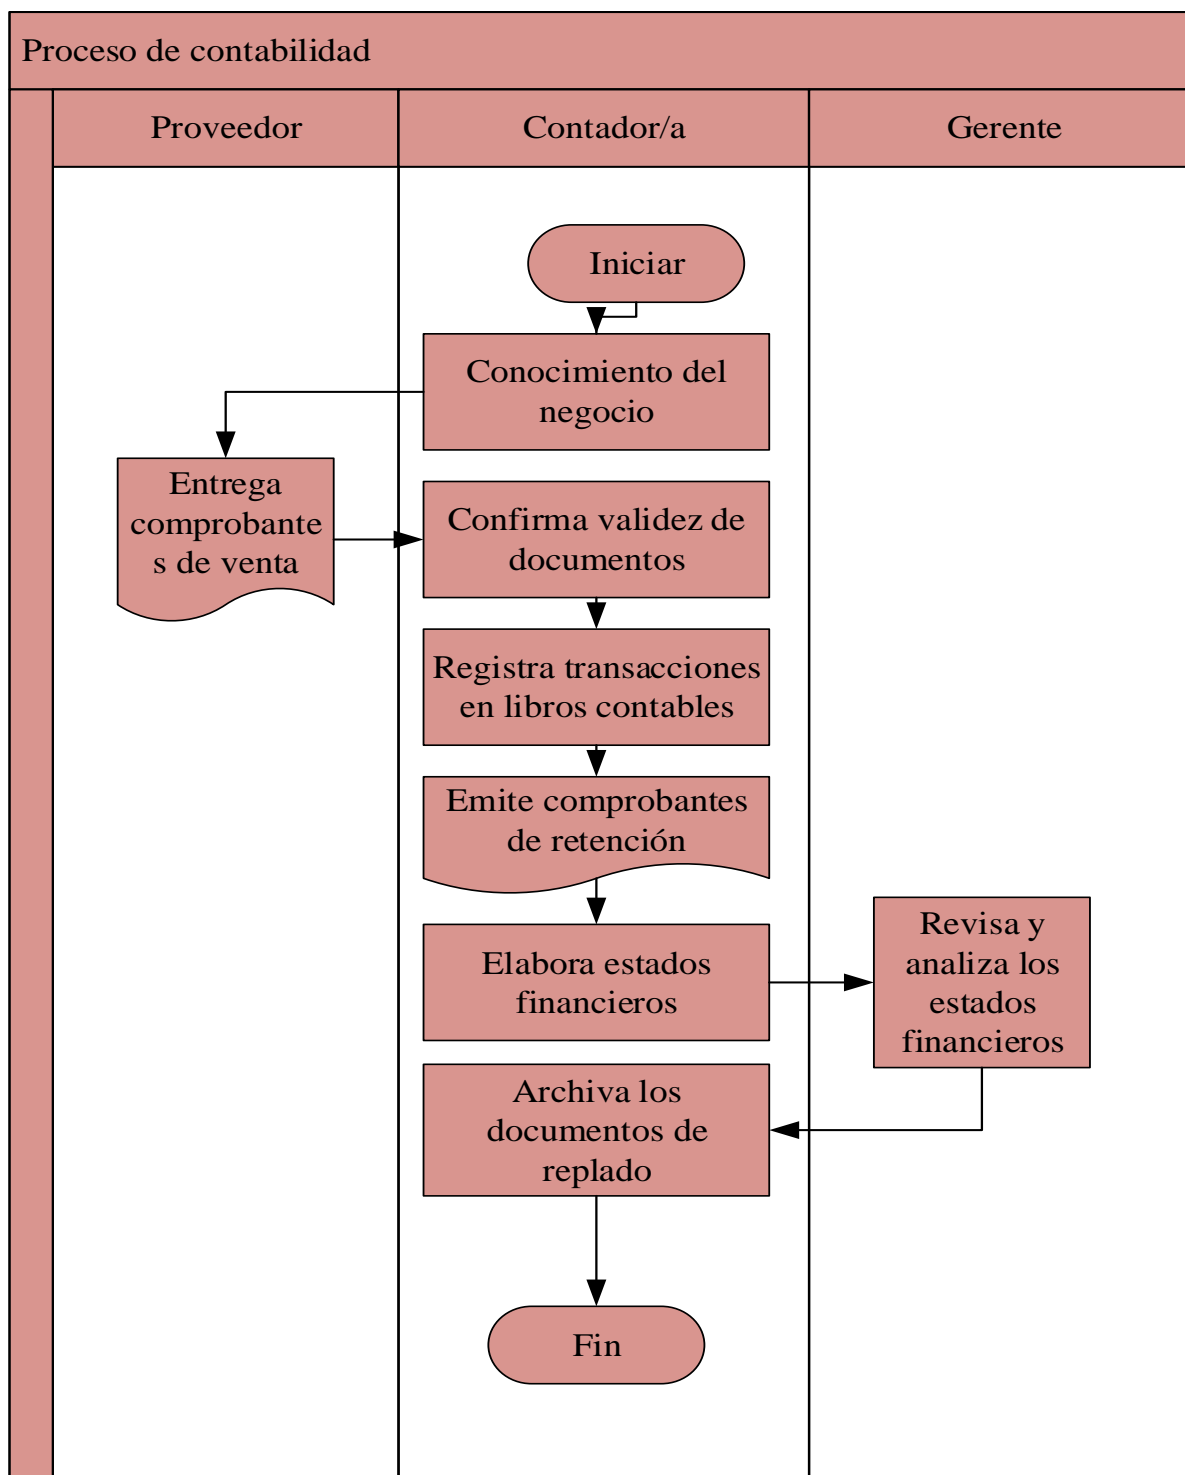 Proceso de contabilidad
Proveedor
Contador/a
Gerente
Iniciar
Conocimiento del
negocio
Entrega
comprobante
s de venta
Confirma validez de
documentos
Registra transacciones
en libros contables
Emite comprobantes
de retención
Elabora estados
financieros
Revisa y
analiza los
estados
financieros
Archiva los
documentos de
replado
Fin